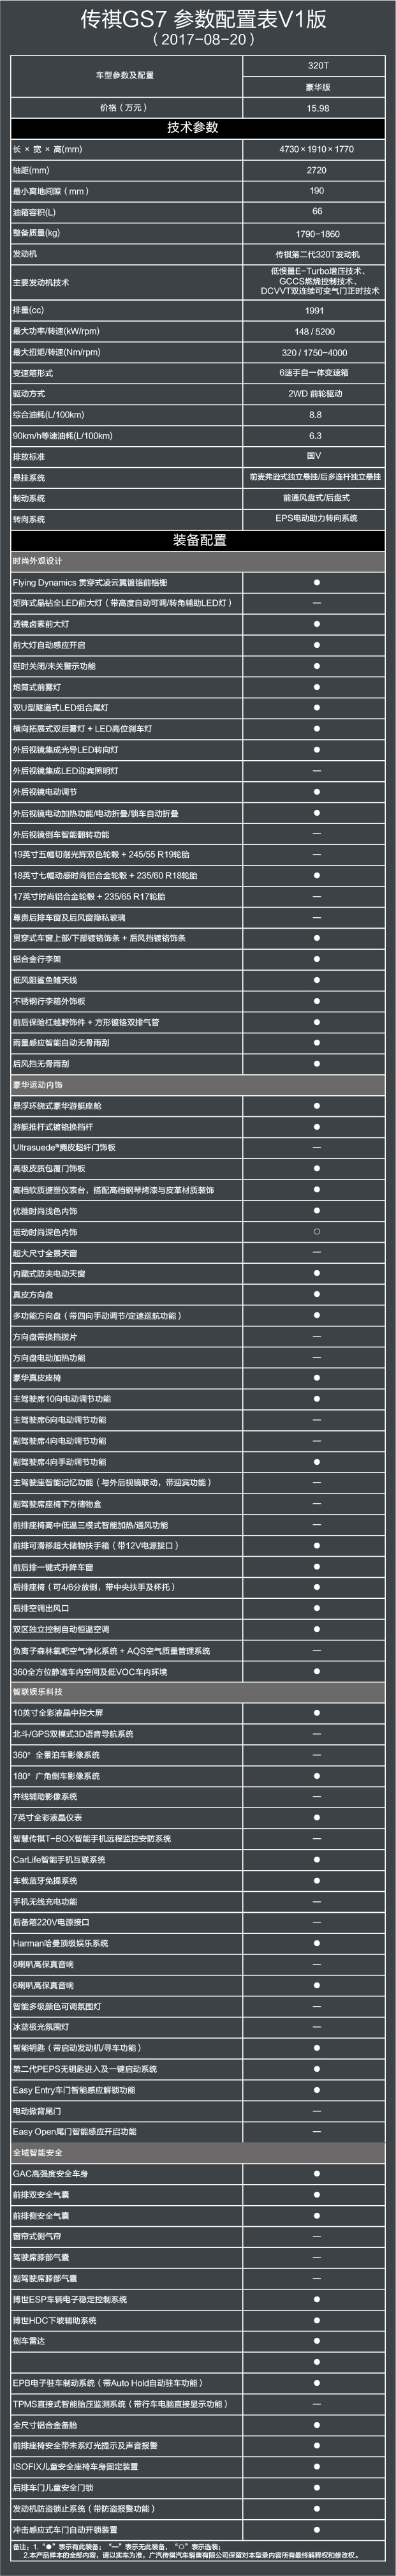 传祺GS7 参数配置表V1版
（2017-08-20）
车型参数及配置
320T
豪华版
价格（万元） 15.98
技术参数
长 × 宽 × 高(mm) 4730×1910×1770
轴距(mm) 2720
最小离地间隙（mm） 190
油箱容积(L) 66
整备质量(kg) 1790-1860
发动机 传祺第二代320T发动机
主要发动机技术 低惯量E-Turbo增压技术、
GCCS燃烧控制技术、
DCVVT双连续可变气门正时技术
排量(cc) 1991
最大功率/转速(kW/rpm) 148 / 5200
最大扭矩/转速(Nm/rpm) 320 / 1750-4000
变速箱形式 6速手自一体变速箱
驱动方式 2WD 前轮驱动
综合油耗(L/100km) 8.8
90km/h等速油耗(L/100km) 6.3
排放标准 国V
悬挂系统 前麦弗逊式独立悬挂/后多连杆独立悬挂
制动系统 前通风盘式/后盘式
转向系统 EPS电动助力转向系统
装备配置
时尚外观设计
Flying Dynamics 贯穿式凌云翼镀铬前格栅 ●
矩阵式晶钻全LED前大灯（带高度自动可调/转角辅助LED灯） —
透镜卤素前大灯 ●
前大灯自动感应开启 ●
延时关闭/未关警示功能 ●
炮筒式前雾灯 ●
双U型隧道式LED组合尾灯 ●
横向拓展式双后雾灯 + LED高位刹车灯 ●
外后视镜集成光导LED转向灯 ●
外后视镜集成LED迎宾照明灯 —
外后视镜电动调节 ●
外后视镜电动加热功能/电动折叠/锁车自动折叠 ●
外后视镜倒车智能翻转功能 —
19英寸五幅切削光辉双色轮毂 + 245/55 R19轮胎 —
18英寸七幅动感时尚铝合金轮毂 + 235/60 R18轮胎 ●
17英寸时尚铝合金轮毂 + 235/65 R17轮胎 —
尊贵后排车窗及后风窗隐私玻璃 —
贯穿式车窗上部/下部镀铬饰条 + 后风挡镀铬饰条 ●
铝合金行李架 ●
低风阻鲨鱼鳍天线 ●
不锈钢行李箱外饰板 ●
前后保险杠越野饰件 + 方形镀铬双排气管 ●
雨量感应智能自动无骨雨刮 ●
后风挡无骨雨刮 ●
豪华运动内饰
悬浮环绕式豪华游艇座舱 ●
游艇推杆式镀铬换挡杆 ●
Ultrasuede™麂皮超纤门饰板 —
高级皮质包覆门饰板 ●
高档软质搪塑仪表台，搭配高档钢琴烤漆与皮革材质装饰 ●
优雅时尚浅色内饰 ●
运动时尚深色内饰 ○
超大尺寸全景天窗 —
内藏式防夹电动天窗 ●
真皮方向盘 ●
多功能方向盘（带四向手动调节/定速巡航功能） ●
方向盘带换挡拨片 —
方向盘电动加热功能 —
豪华真皮座椅 ●
主驾驶席10向电动调节功能 ●
主驾驶席6向电动调节功能 —
副驾驶席4向电动调节功能 —
副驾驶席4向手动调节功能 ●
主驾驶座智能记忆功能（与外后视镜联动，带迎宾功能） —
副驾驶席座椅下方储物盒 —
前排座椅高中低温三模式智能加热/通风功能 —
前排可滑移超大储物扶手箱（带12V电源接口） ●
前后排一键式升降车窗 ●
后排座椅（可4/6分放倒，带中央扶手及杯托） ●
后排空调出风口 ●
双区独立控制自动恒温空调 ●
负离子森林氧吧空气净化系统 + AQS空气质量管理系统 —
360全方位静谧车内空间及低VOC车内环境 ●
智联娱乐科技
10英寸全彩液晶中控大屏 ●
北斗/GPS双模式3D语音导航系统 —
360° 全景泊车影像系统 —
180° 广角倒车影像系统 ●
并线辅助影像系统 —
7英寸全彩液晶仪表 ●
智慧传祺T-BOX智能手机远程监控安防系统 —
CarLife智能手机互联系统 ●
车载蓝牙免提系统 ●
手机无线充电功能 —
后备箱220V电源接口 —
Harman哈曼顶级娱乐系统 ●
8喇叭高保真音响 —
6喇叭高保真音响 ●
智能多级颜色可调氛围灯 —
冰蓝极光氛围灯 —
智能钥匙（带启动发动机/寻车功能） ●
第二代PEPS无钥匙进入及一键启动系统 ●
Easy Entry车门智能感应解锁功能 ●
电动掀背尾门 —
Easy Open尾门智能感应开启功能 —
全域智能安全
GAC高强度安全车身 ●
前排双安全气囊 ●
前排侧安全气囊 ●
窗帘式侧气帘 —
驾驶席膝部气囊 —
副驾驶席膝部气囊 —
博世ESP车辆电子稳定控制系统 ●
博世HDC下坡辅助系统 ●
倒车雷达 ●
●
EPB电子驻车制动系统（带Auto Hold自动驻车功能） ●
TPMS直接式智能胎压监测系统（带行车电脑直接显示功能） —
全尺寸铝合金备胎 ●
前排座椅安全带未系灯光提示及声音报警 ●
ISOFIX儿童安全座椅车身固定装置 ●
后排车门儿童安全门锁 ●
发动机防盗锁止系统（带防盗报警功能） ●
冲击感应式车门自动开锁装置 ●
备注：1. “●”表示有此装备；“—”表示无此装备，“○”表示选装；
2.本产品样本的全部内容，请以实车为准，广汽传祺汽车销售有限公司保留对本型录内容所有最终解释权和修改权。